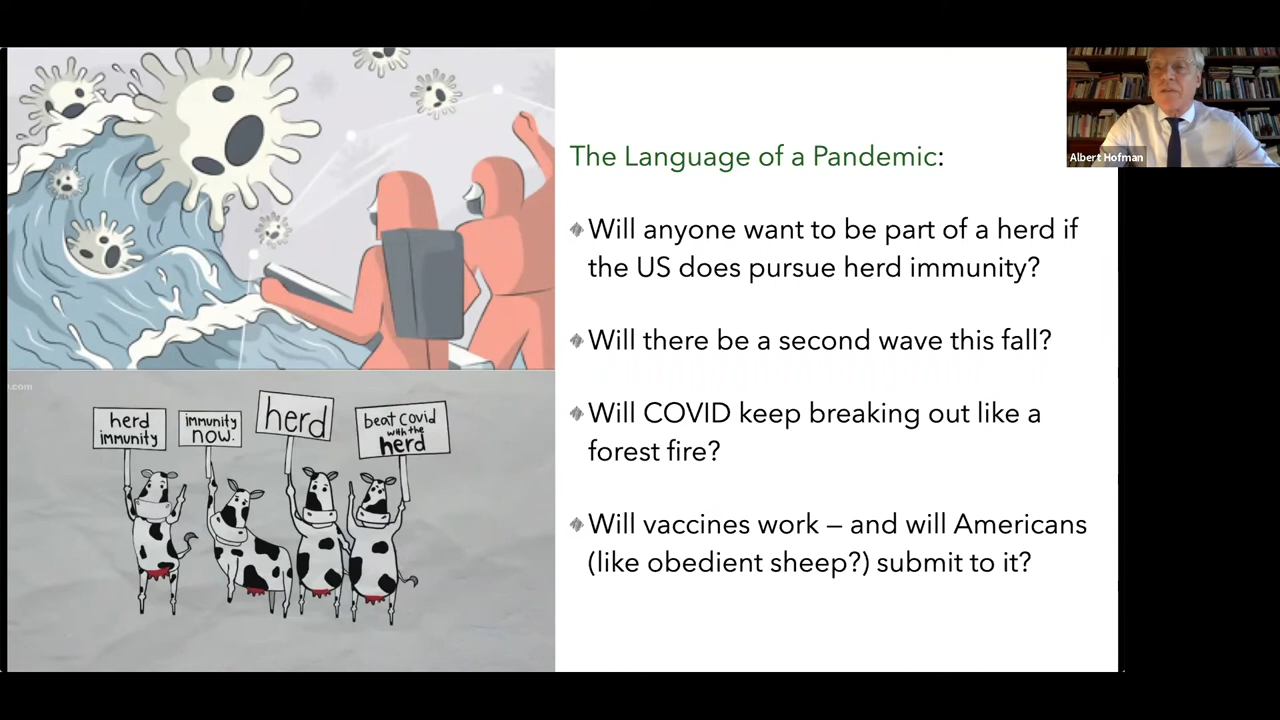 The Language of a Pandemic:
Will anyone want to be part of a herd if
the US does pursue herd immunity?
Will there be a second wave this fall?
Will COVID keep breaking out like a
forest fire?
Will vaccines work – and will Americans
(like obedient sheep?) submit to it?
Albert Hofman
.com
herd
immunity
immunity
now.
herd
beat covid
with the
herd